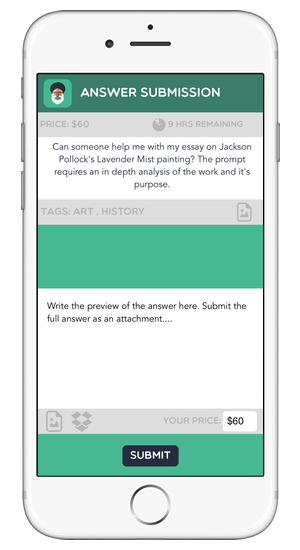 ANSWER SUBMISSION
PRICE: $60 9 HRS REMAINING
Can someone help me with my essay on Jackson
Pollock's Lavender Mist painting? The prompt
requires an in depth analysis of the work and it's
purpose.
TAGS: ART , HISTORY
Write the preview of the answer here. Submit the
full answer as an attachment....
YOUR PRICE: $60
SUBMIT